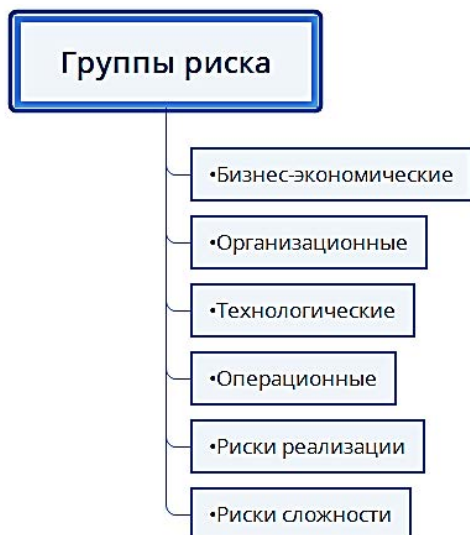 Группы риска
•Бизнес-экономические
•Организационные
•Технологические
•Операционные
•Риски реализации
•Риски сложности